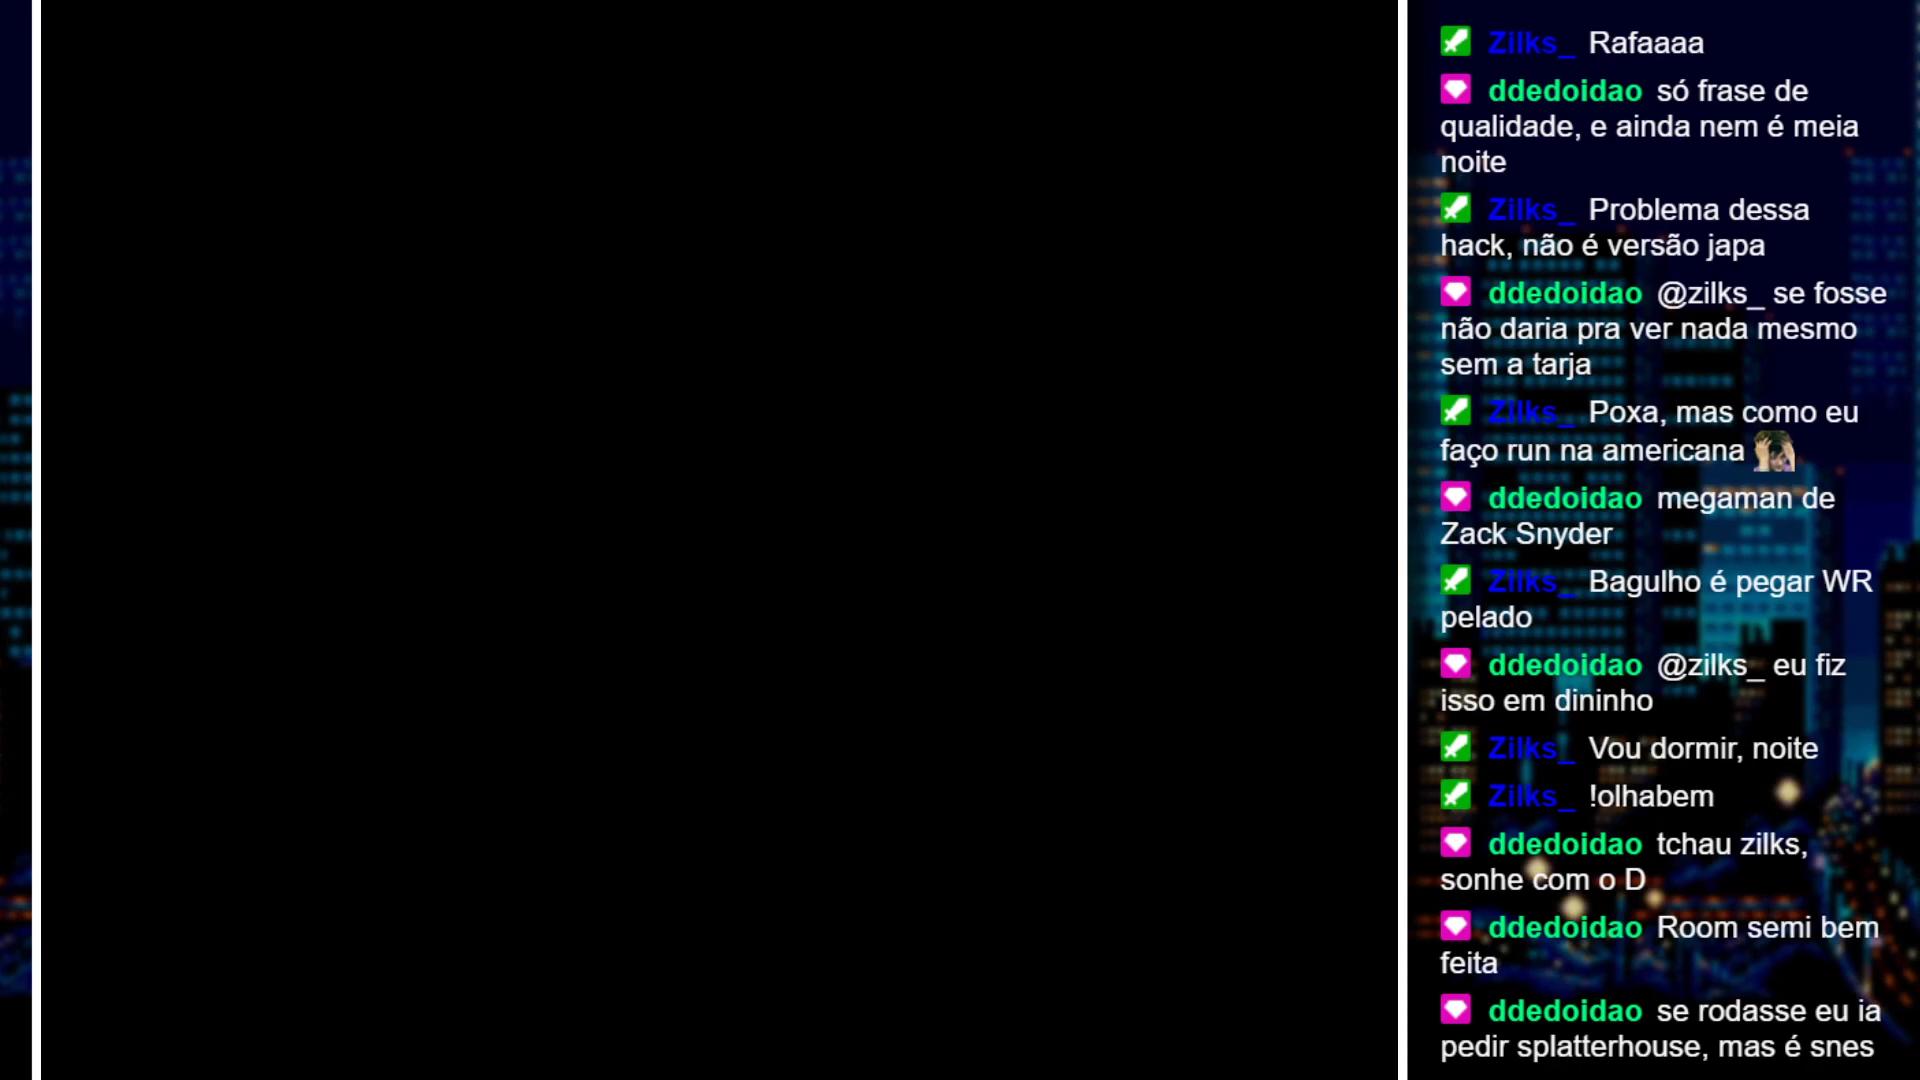 Zilks_ Rafaaaa
ddedoidao só frase de
qualidade, e ainda nem é meia
noite
Zilks_ Problema dessa
hack, não é versão japa
ddedoidao @zilks_ se fosse
não daria pra ver nada mesmo
sem a tarja
Zilks_ Poxa, mas como eu
faço run na americana
ddedoidao megaman de
Zack Snyder
Zilks_ Bagulho é pegar WR
pelado
ddedoidao @zilks_ eu fiz
isso em dininho
Zilks_ Vou dormir, noite
Zilks_ !olhabem
ddedoidao tchau zilks,
sonhe com o D
ddedoidao Room semi bem
feita
ddedoidao se rodasse eu ia
pedir splatterhouse, mas é snes